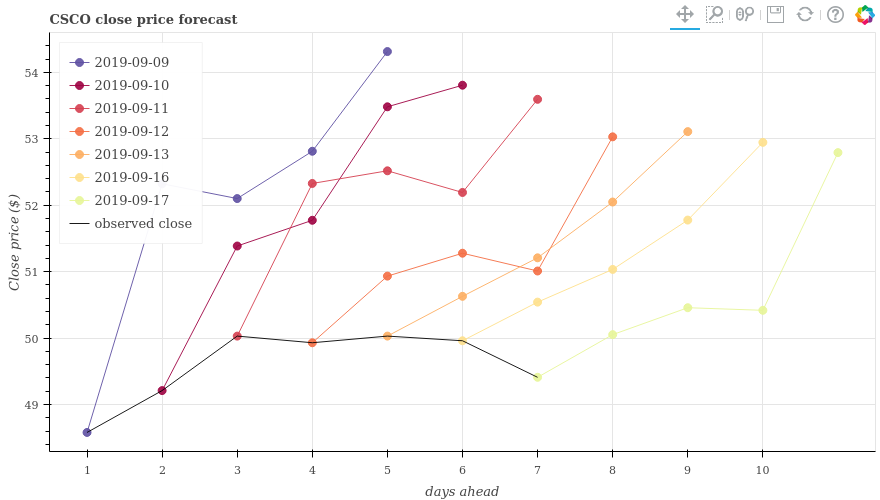 CSCO close price forecast
2019-09-09
2019-09-10
2019-09-11
2019-09-12
2019-09-13
2019-09-16
2019-09-17
observed close
Close price ($)
54
53
52
51
50
49
1 2 3 4 5 6 7 8 9 10
days ahead